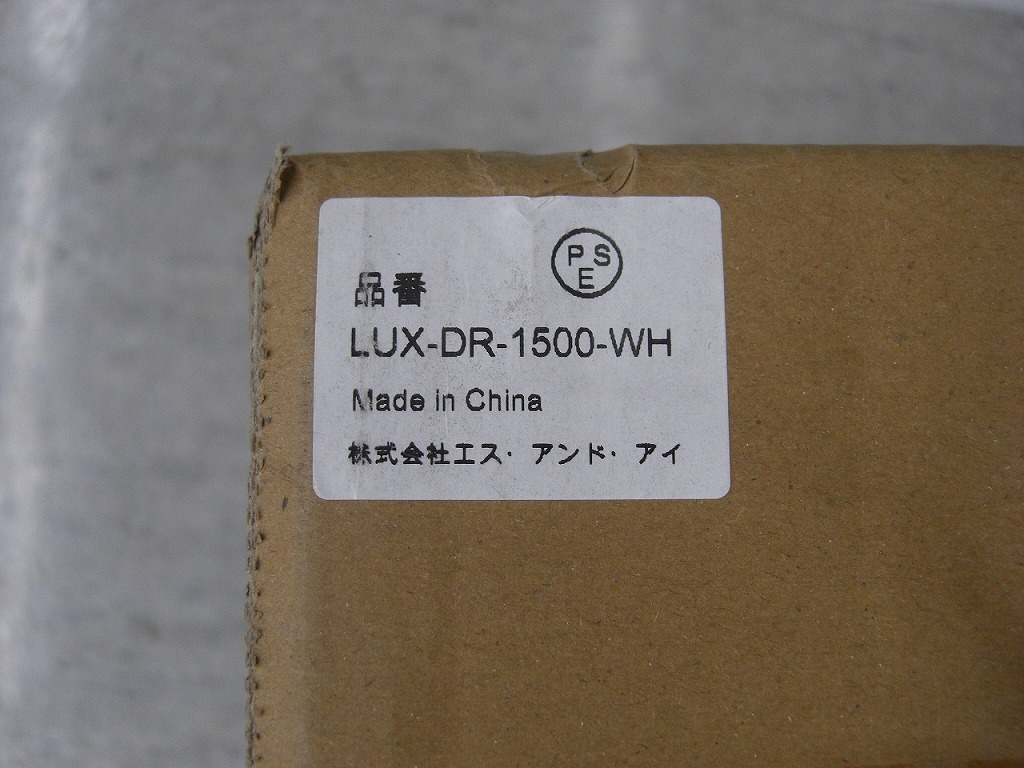 PSE
品番
LUX-DR-1500-WH
Made in China
株式会社エス・アンド・アイ